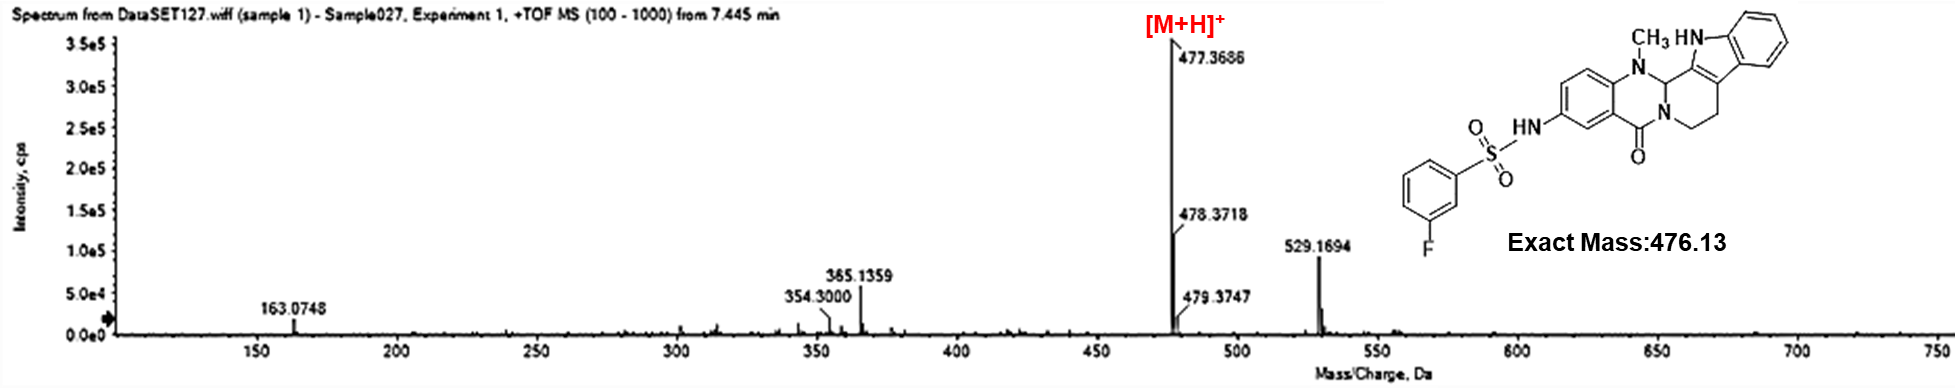 Spectrum from DataSET127.wiff (sample 1) - Sample027, Experiment 1, +TOF MS (100 - 1000) from 7.445 min
[M+H]+
3.5e5
3.0e5
2.5e5
2.0e5
1.5e5
1.0e5
5.0e4
0.0e0
Intensity, cps
477.3686
478.3718
479.3747
529.1694
365.1359
354.3000
163.0748
150
200
250
300
350
400
450
500
550
600
650
700
750
Mass/Charge, Da
CH3
HN
N
N
O
HN
O
S
O
F
Exact Mass:476.13